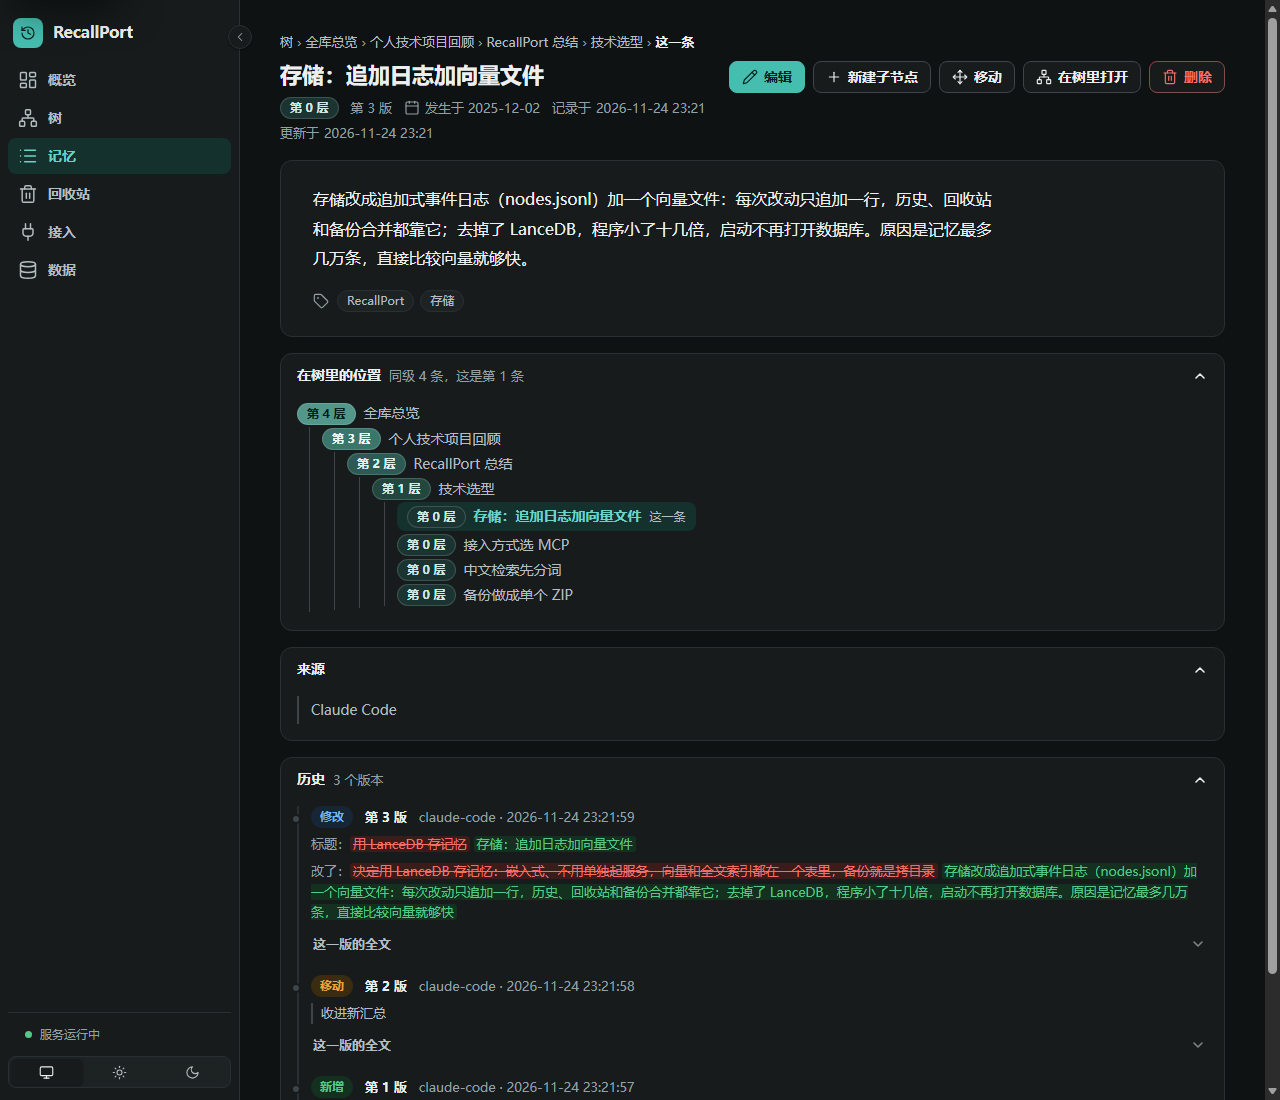 RecallPort
概览
树
记忆
回收站
接入
数据
服务运行中
树 › 全库总览 › 个人技术项目回顾 › RecallPort 总结 › 技术选型 › 这一条
存储：追加日志加向量文件
编辑
新建子节点
移动
在树里打开
删除
第 0 层 第 3 版 发生于 2025-12-02 记录于 2026-11-24 23:21
更新于 2026-11-24 23:21
存储改成追加式事件日志（nodes.jsonl）加一个向量文件：每次改动只追加一行，历史、回收站
和备份合并都靠它；去掉了 LanceDB，程序小了十几倍，启动不再打开数据库。原因是记忆最多
几万条，直接比较向量就够快。
RecallPort 存储
在树里的位置 同级 4 条，这是第 1 条
第 4 层 全库总览
第 3 层 个人技术项目回顾
第 2 层 RecallPort 总结
第 1 层 技术选型
第 0 层 存储：追加日志加向量文件 这一条
第 0 层 接入方式选 MCP
第 0 层 中文检索先分词
第 0 层 备份做成单个 ZIP
来源
Claude Code
历史 3 个版本
修改 第 3 版 claude-code · 2026-11-24 23:21:59
标题： 用 LanceDB 存记忆 存储：追加日志加向量文件
改了： 决定用 LanceDB 存记忆：嵌入式、不用单独起服务，向量和全文索引都在一个表里，备份就是拷目录 存储改成追加式事件日志（nodes.jsonl）加
一个向量文件：每次改动只追加一行，历史、回收站和备份合并都靠它；去掉了 LanceDB，程序小了十几倍，启动不再打开数据库。原因是记忆最多几万
条，直接比较向量就够快
这一版的全文
移动 第 2 版 claude-code · 2026-11-24 23:21:58
收进新汇总
这一版的全文
新增 第 1 版 claude-code · 2026-11-24 23:21:57